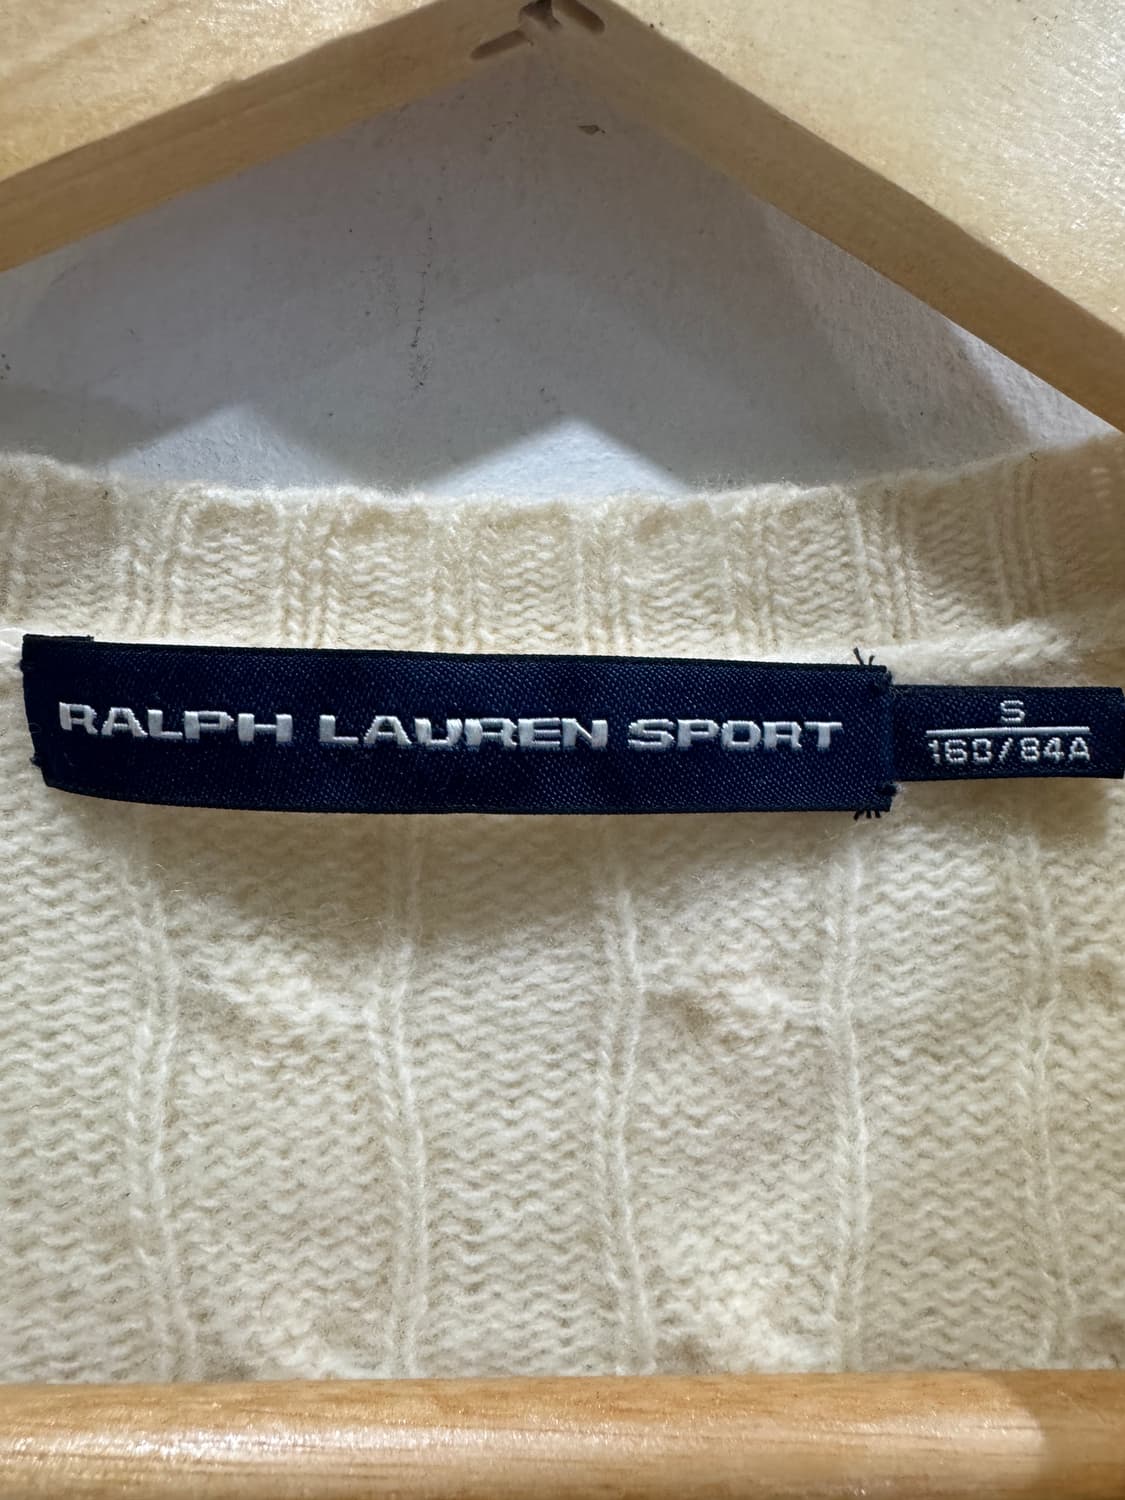 RALPH LAUREN SPORT
S
160/84A